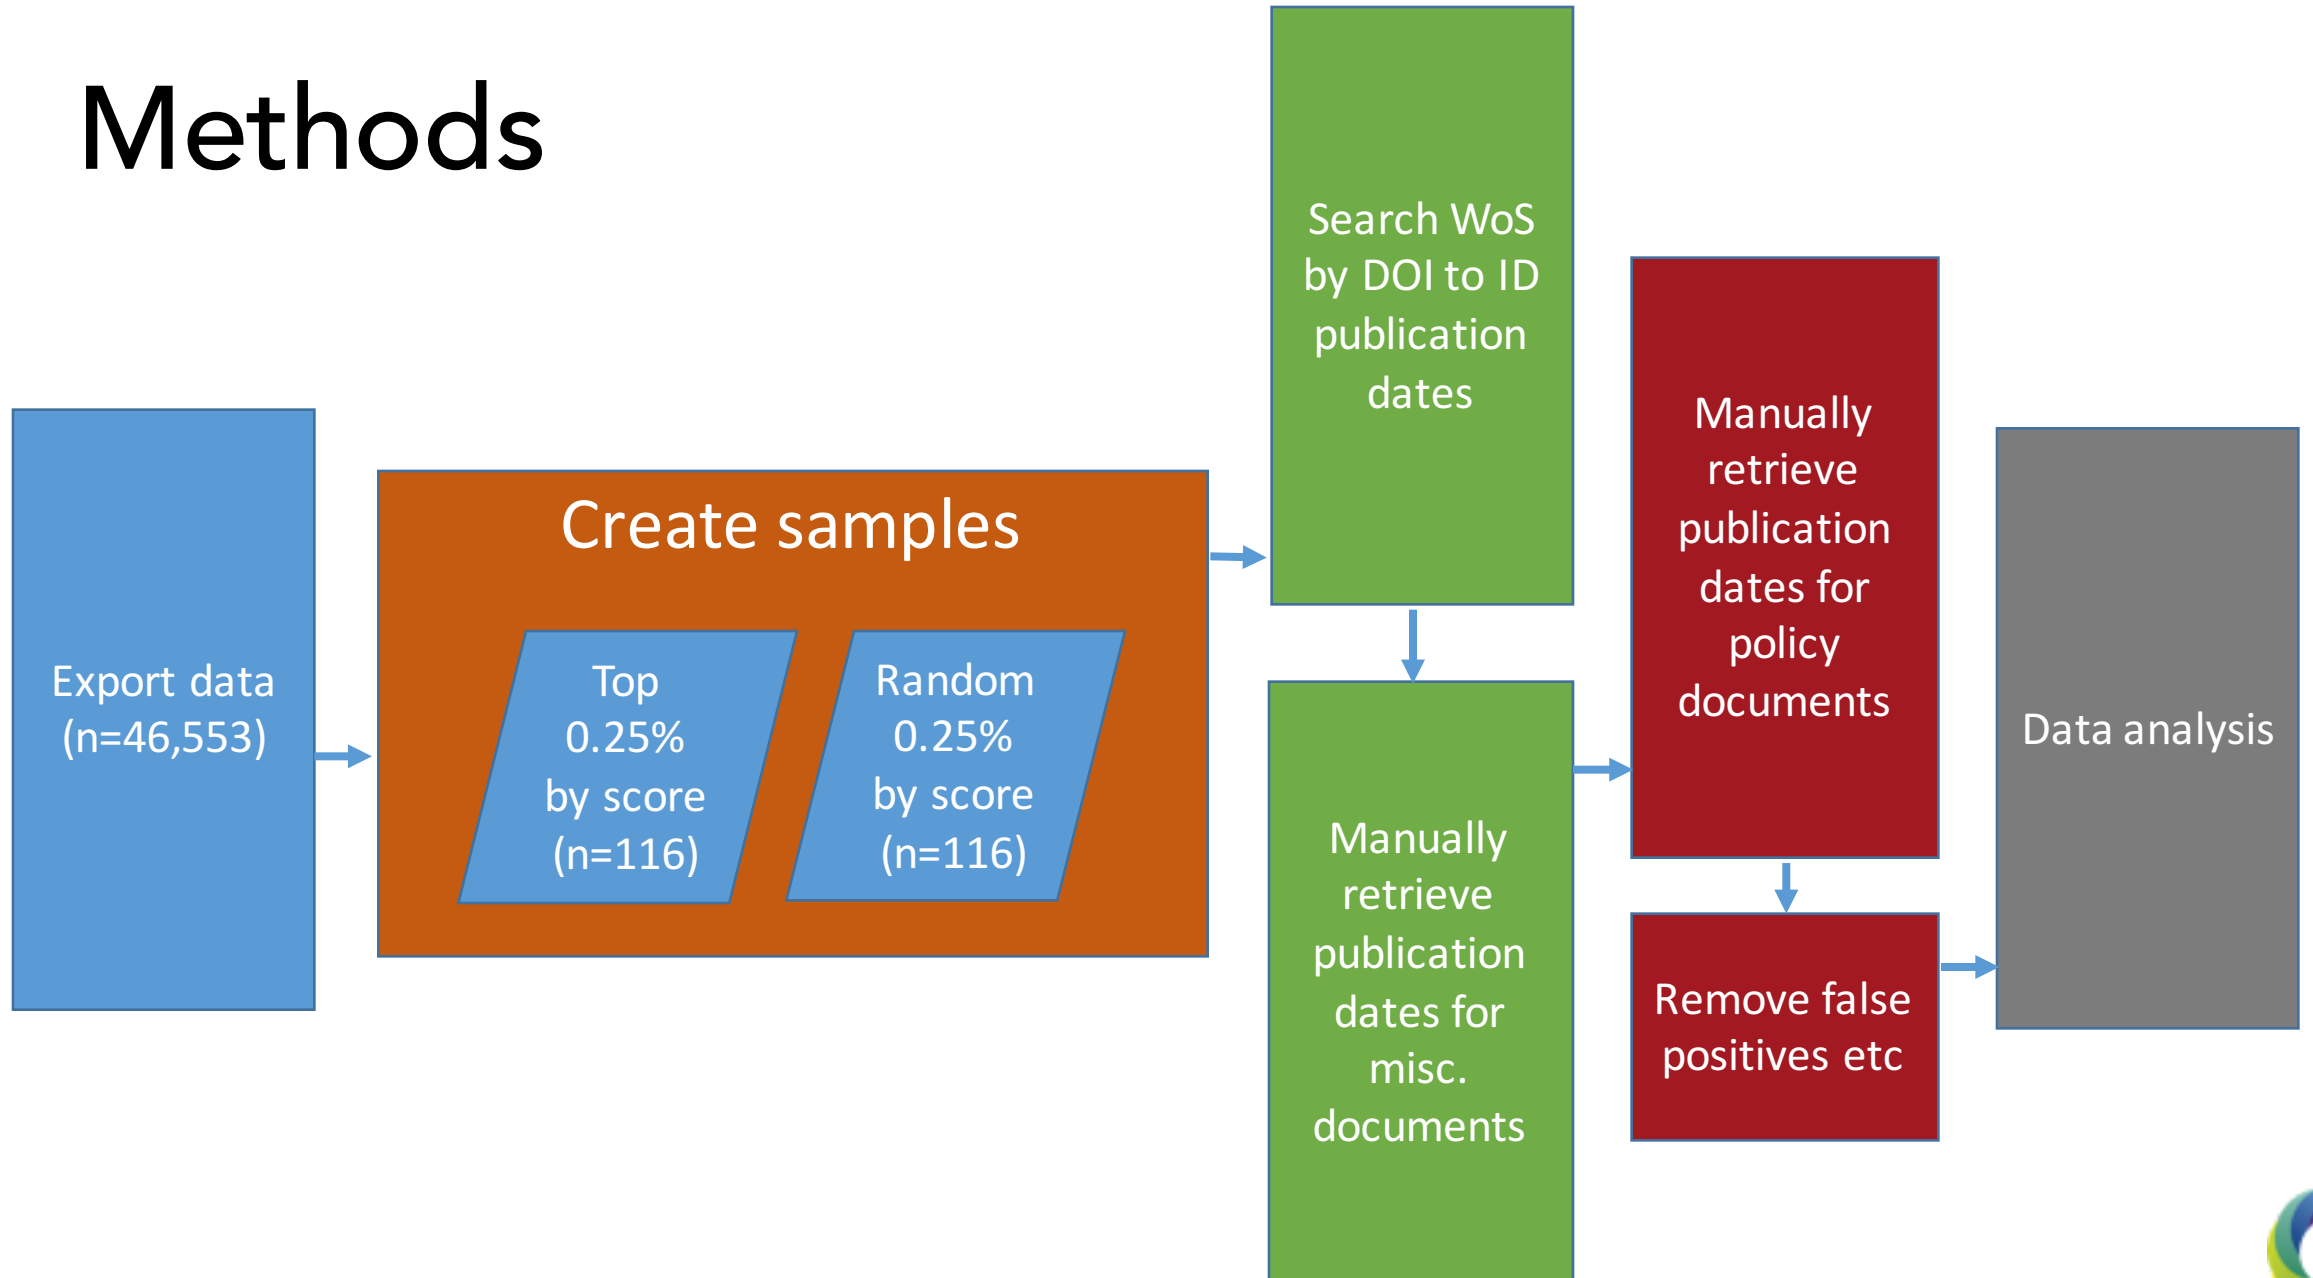 Methods
Export data
(n=46,553)
Create samples
Top
0.25%
by score
(n=116)
Random
0.25%
by score
(n=116)
Search WoS
by DOI to ID
publication
dates
Manually
retrieve
publication
dates for
misc.
documents
Manually
retrieve
publication
dates for
policy
documents
Remove false
positives etc
Data analysis